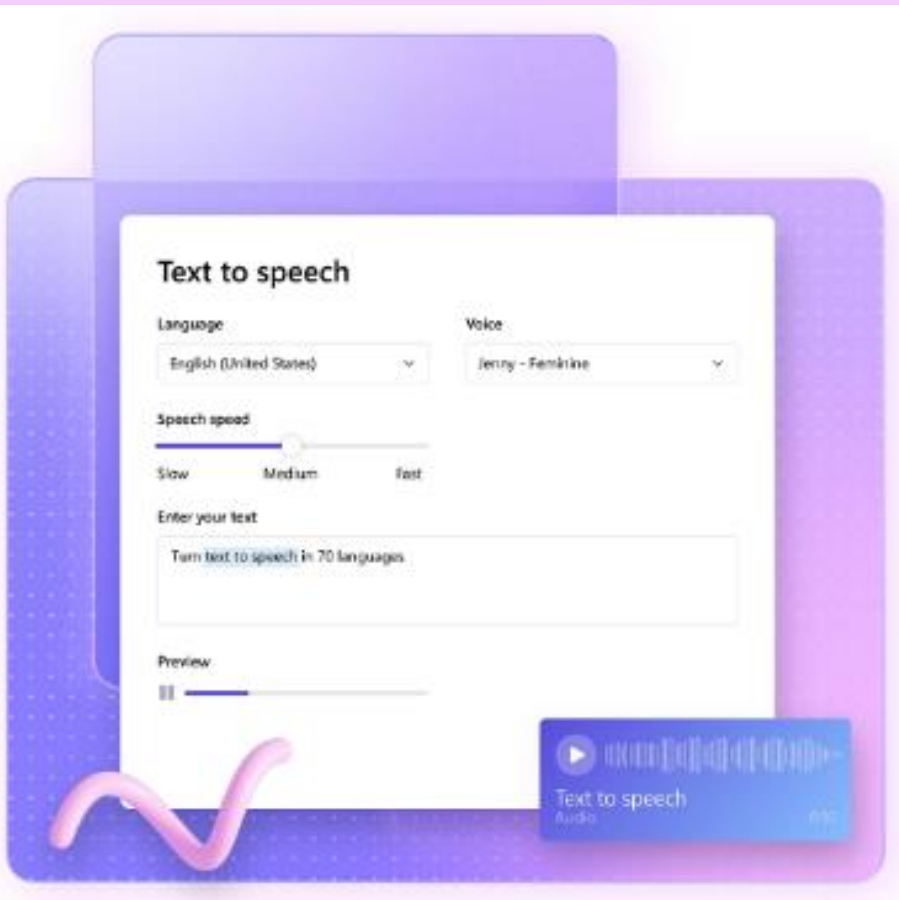 Text to speech
Language
Voice
English (United States)
Jenny - Feminine
Speech speed
Slow Medium Fast
Enter your text
Turn text to speech in 70 languages
Preview
Text to speech
Audio